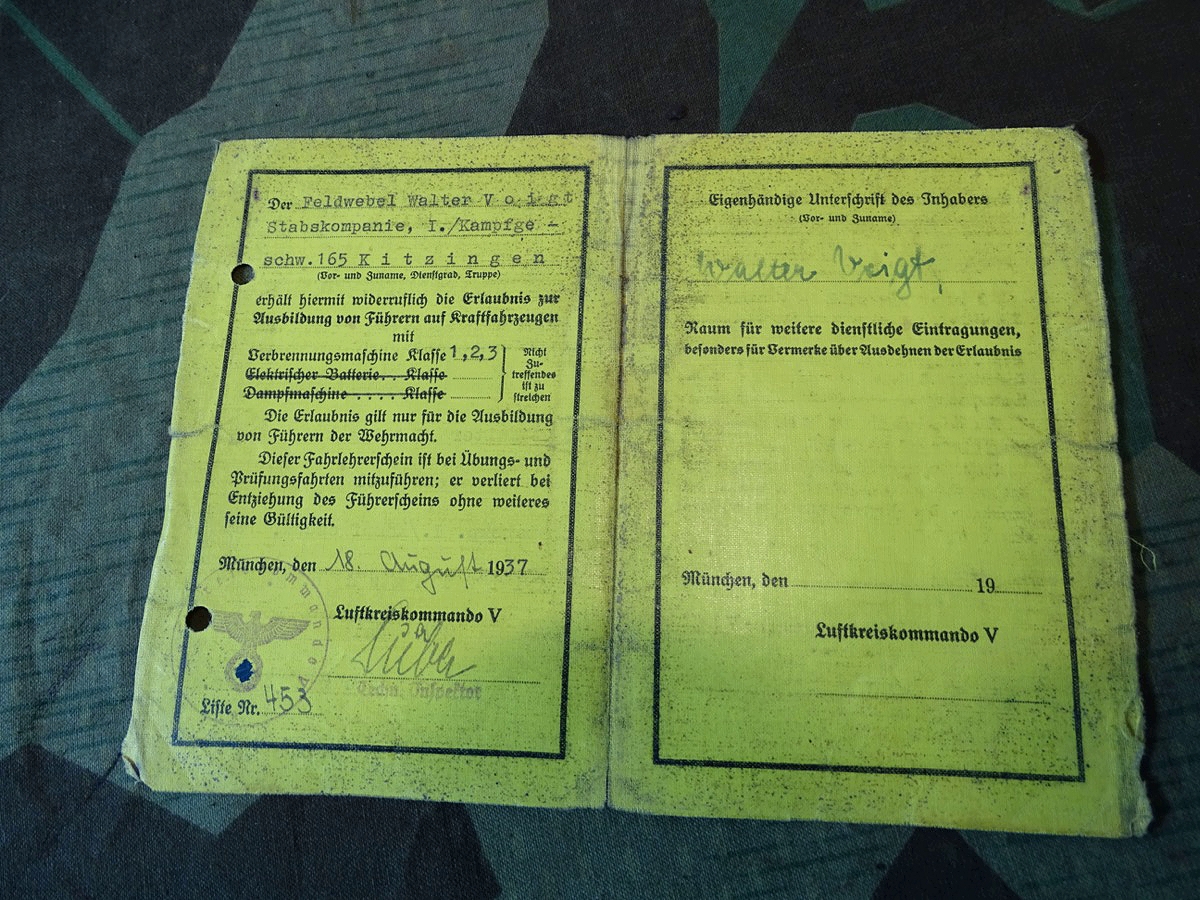 Der Feldwebel Walter V o i g t
Stabskompanie, I./Kampfge -
schw.165 K i t z i n g e n
(Vor- und Zuname, Dienstgrad, Truppe)
erhält hiermit widerruflich die Erlaubnis zur
Ausbildung von Führern auf Kraftfahrzeugen
mit
Verbrennungsmaschine Klasse 1,2,3
Elektrischer Batterie . . Klasse
Dampfmaschine . . . . Klasse
Nicht
Zu-
treffendes
ist zu
streichen
Die Erlaubnis gilt nur für die Ausbildung
von Führern der Wehrmacht.
Dieser Fahrlehrerschein ist bei Übungs- und
Prüfungsfahrten mitzuführen; er verliert bei
Entziehung des Führerscheins ohne weiteres
seine Gültigkeit.
München, den 18. August 1937
Luftkreiskommando V
Techn. Inspektor
Liste Nr. 453
Eigenhändige Unterschrift des Inhabers
(Vor- und Zuname)
Walter Voigt,
Raum für weitere dienstliche Eintragungen,
besonders für Vermerke über Ausdehnen der Erlaubnis
München, den 19
Luftkreiskommando V